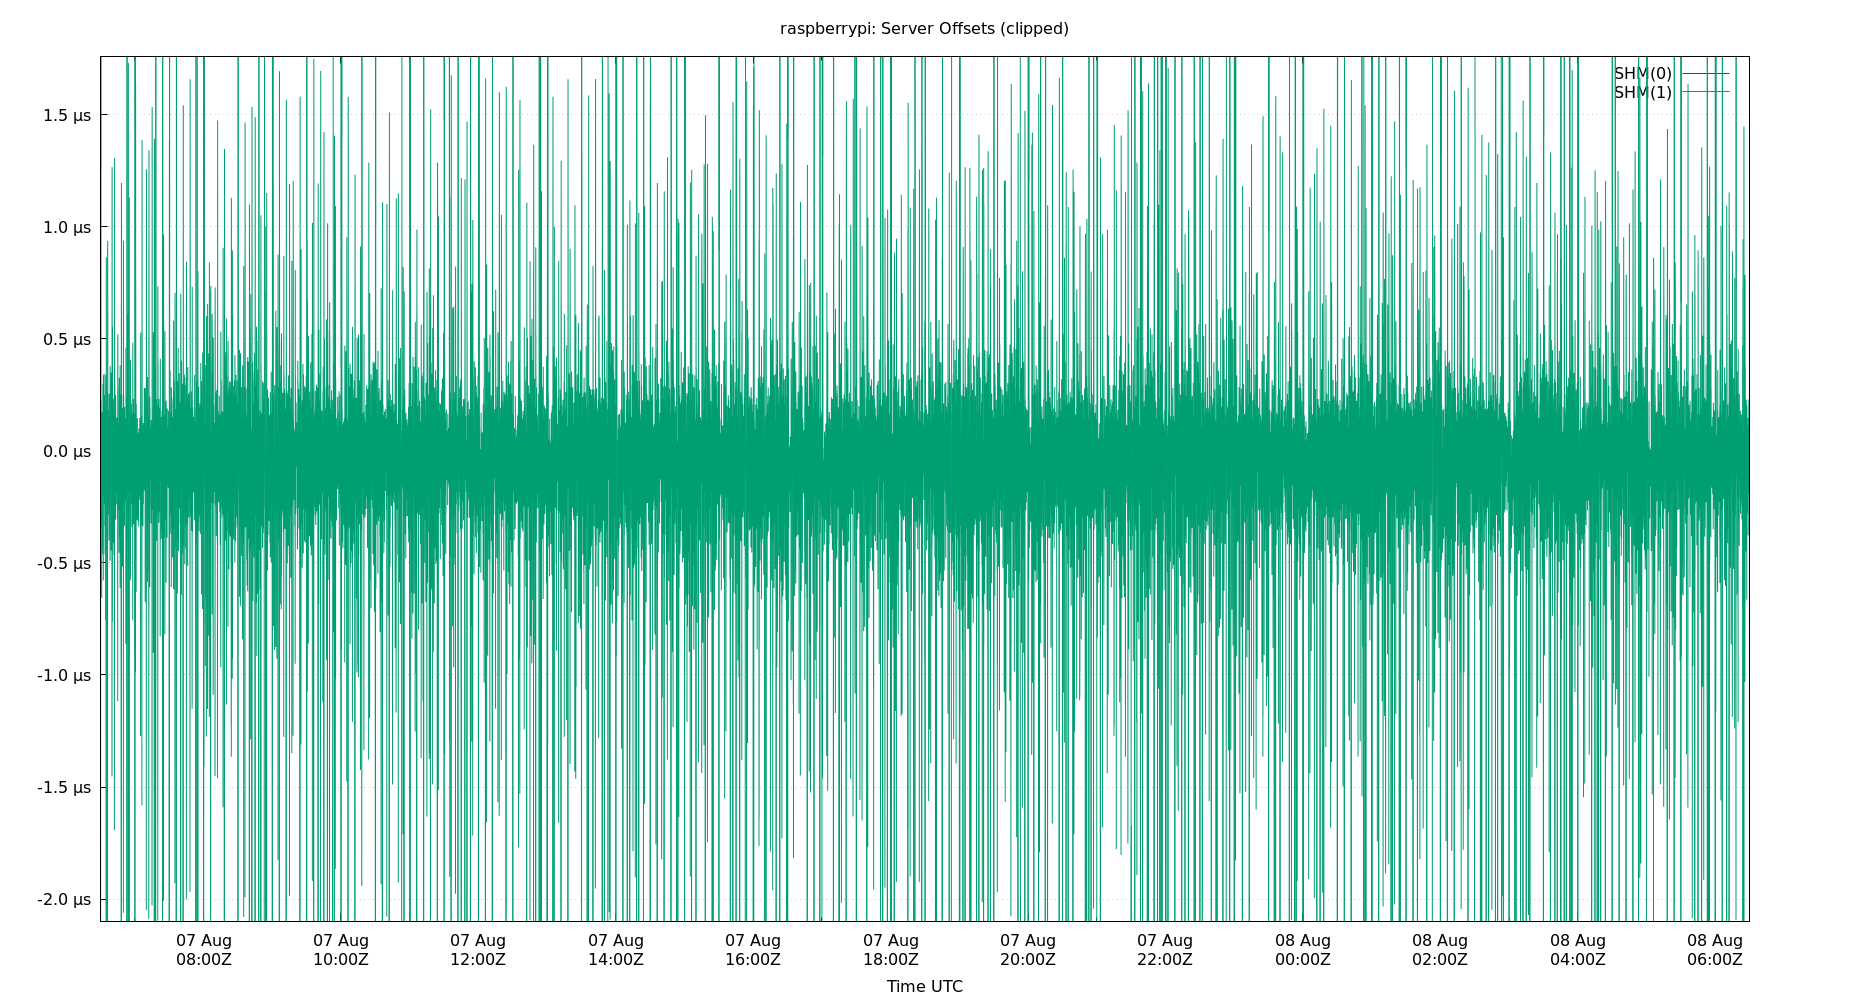 raspberrypi: Server Offsets (clipped)
SHM(0)
SHM(1)
1.5 µs
1.0 µs
0.5 µs
0.0 µs
-0.5 µs
-1.0 µs
-1.5 µs
-2.0 µs
07 Aug 07 Aug 07 Aug 07 Aug 07 Aug 07 Aug 07 Aug 07 Aug 08 Aug 08 Aug 08 Aug 08 Aug
08:00Z 10:00Z 12:00Z 14:00Z 16:00Z 18:00Z 20:00Z 22:00Z 00:00Z 02:00Z 04:00Z 06:00Z
Time UTC